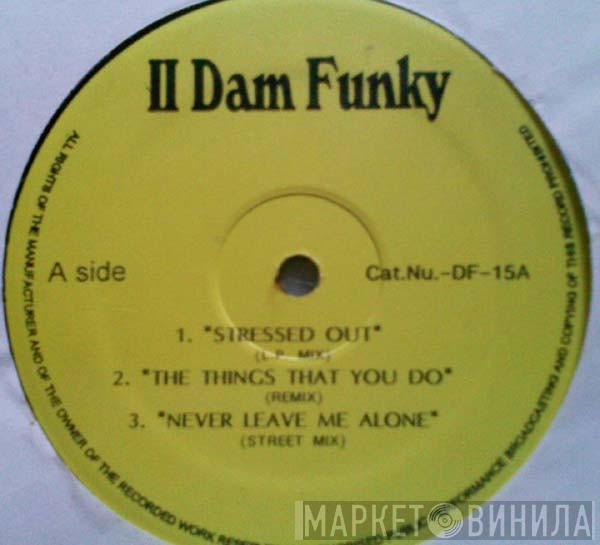 II Dam Funky
A side
Cat.Nu.-DF-15A
1. "STRESSED OUT"
(L.P. MIX)
2. "THE THINGS THAT YOU DO"
(REMIX)
3. "NEVER LEAVE ME ALONE"
(STREET MIX)
ALL RIGHTS OF THE MANUFACTURER AND OF THE OWNER OF THE RECORDED WORK
PERFORMANCE BROADCASTING AND COPYING OF THIS RECORD PROHIBITED
МАРКЕТ ВИНИЛА